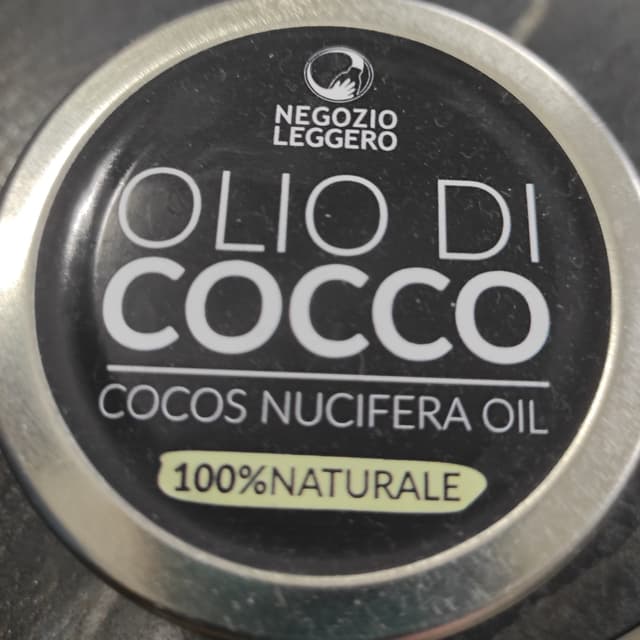 NEGOZIO
LEGGERO
OLIO DI
COCCO
COCOS NUCIFERA OIL
100%NATURALE